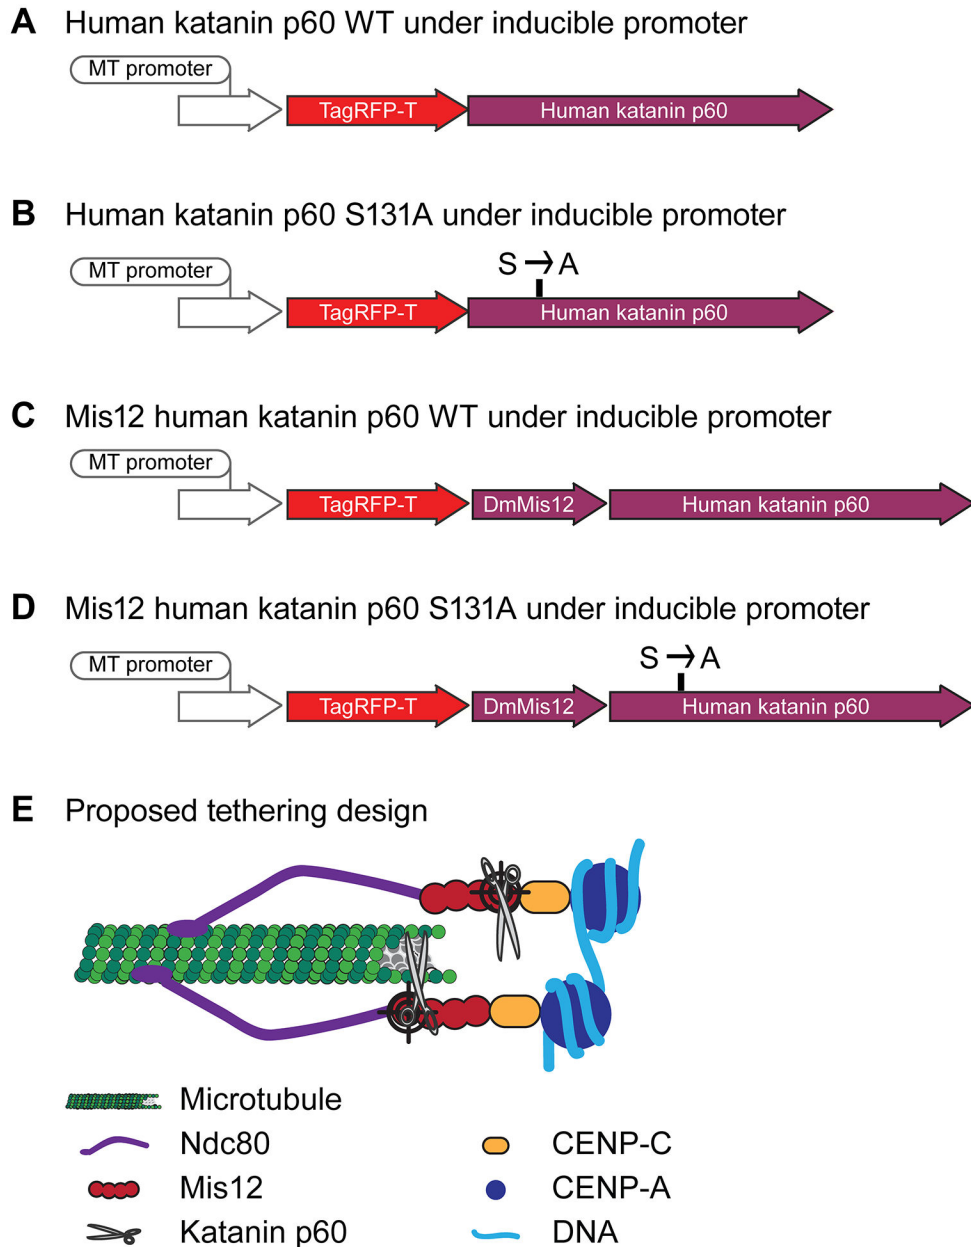 A Human katanin p60 WT under inducible promoter
MT promoter
TagRFP-T Human katanin p60
B Human katanin p60 S131A under inducible promoter
MT promoter
S → A
TagRFP-T Human katanin p60
C Mis12 human katanin p60 WT under inducible promoter
MT promoter
TagRFP-T DmMis12 Human katanin p60
D Mis12 human katanin p60 S131A under inducible promoter
MT promoter
S → A
TagRFP-T DmMis12 Human katanin p60
E Proposed tethering design
Microtubule
Ndc80 CENP-C
Mis12 CENP-A
Katanin p60 DNA